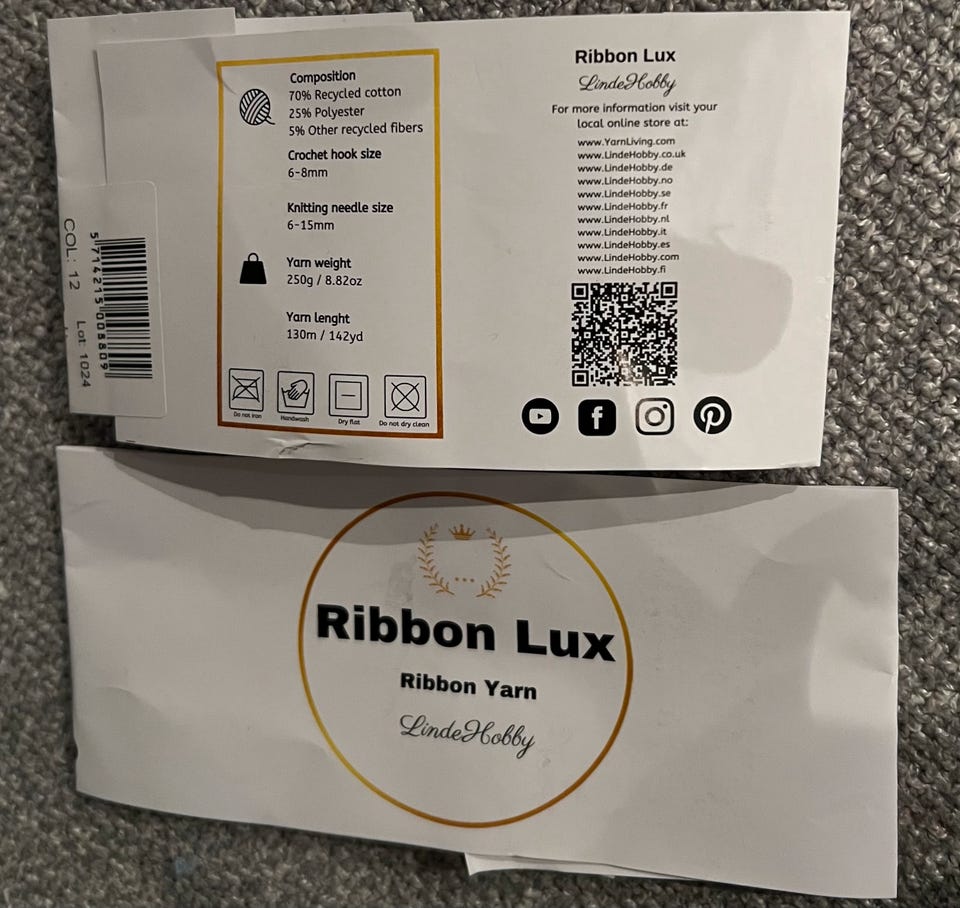 Composition
70% Recycled cotton
25% Polyester
5% Other recycled fibers
Crochet hook size
6-8mm
Knitting needle size
6-15mm
Yarn weight
250g / 8.82oz
Yarn lenght
130m / 142yd
Do not iron
Handwash
Dry flat
Do not dry clean
COL: 12
Lot: 1024
5714215005809
Ribbon Lux
LindeHobby
For more information visit your
local online store at:
www.YarnLiving.com
www.LindeHobby.co.uk
www.LindeHobby.de
www.LindeHobby.no
www.LindeHobby.se
www.LindeHobby.fr
www.LindeHobby.nl
www.LindeHobby.it
www.LindeHobby.es
www.LindeHobby.com
www.LindeHobby.fi
Ribbon Lux
Ribbon Yarn
LindeHobby